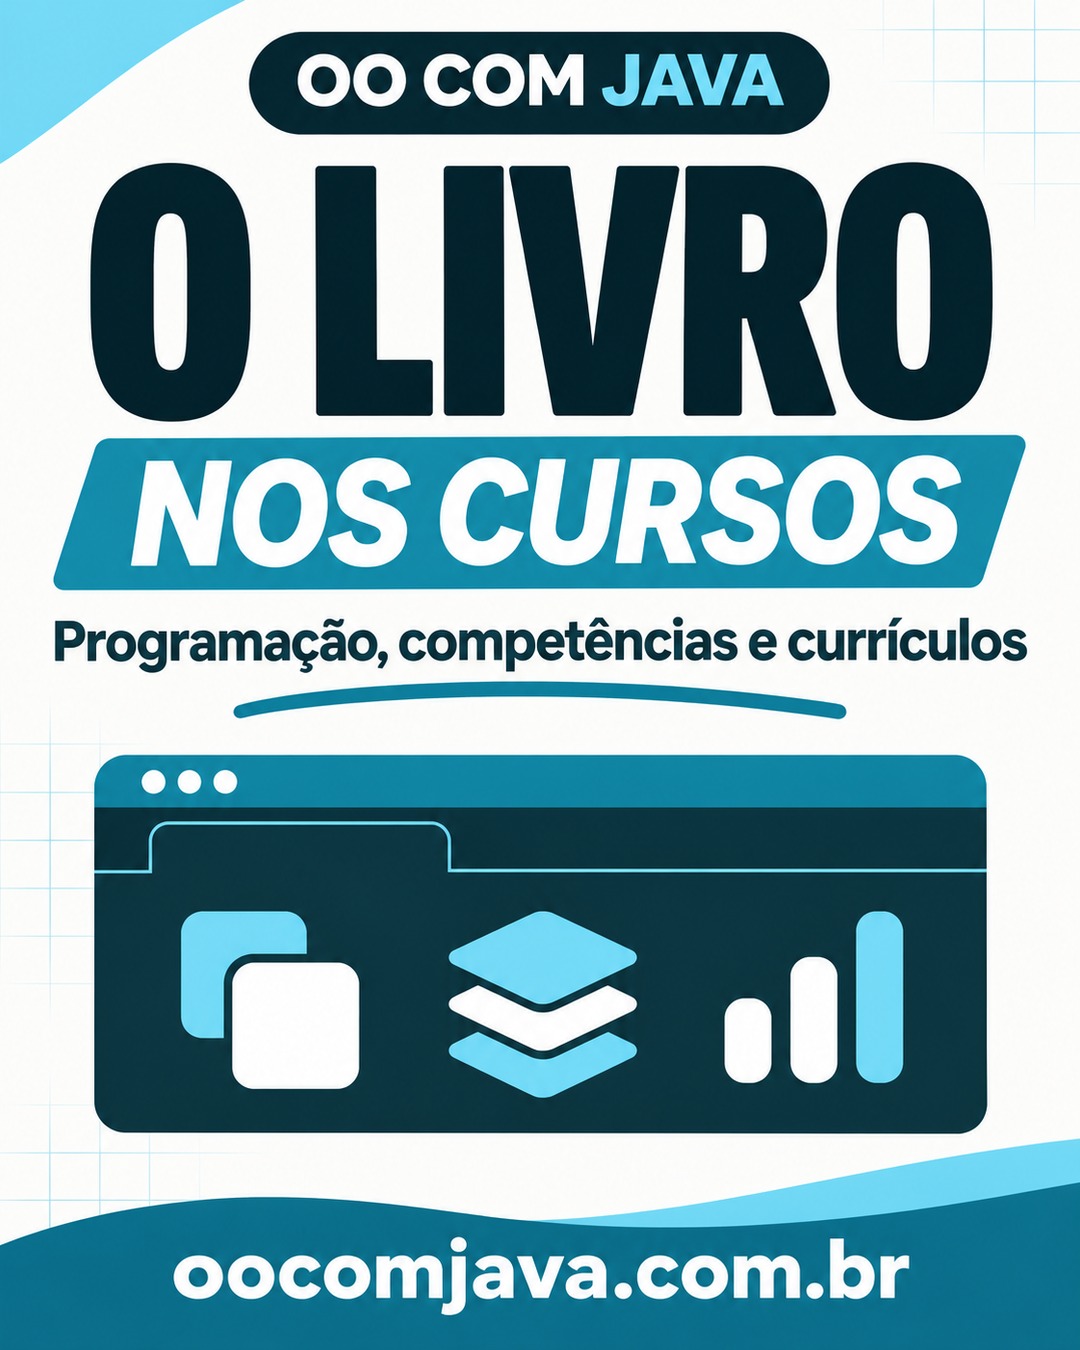 OO COM JAVA
O LIVRO
NOS CURSOS
Programação, competências e currículos
oocomjava.com.br